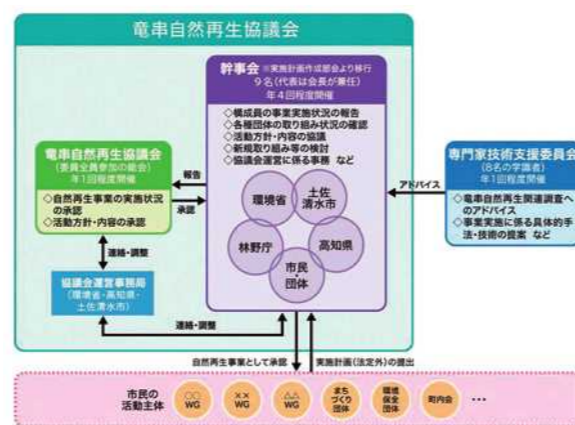 竜串自然再生協議会
幹事会 ※実施計画作成部会より移行
9名(代表は会長が兼任)
年4回程度開催
◇構成員の事業実施状況の報告
◇各種団体の取り組み状況の確認
◇活動方針・内容の協議
◇新規取り組み等の検討
◇協議会運営に係る事務 など
環境省
土佐
清水市
林野庁
高知県
市民・
団体
竜串自然再生協議会
(委員全員参加の総会)
年1回程度開催
◇自然再生事業の実施状況
の承認
◇活動方針・内容の承認
報告
承認
連絡・調整
協議会運営事務局
(環境省・高知県・
土佐清水市)
連絡・調整
専門家技術支援委員会
(8名の学識者)
年1回程度開催
◇竜串自然再生関連調査へ
のアドバイス
◇事業実施に係る具体的手
法・技術の提案 など
アドバイス
自然再生事業として承認
実施計画(法定外)の提出
市民の
活動主体
○○
WG
××
WG
△△
WG
まち
づくり
団体
環境
保全
団体
町内会
…